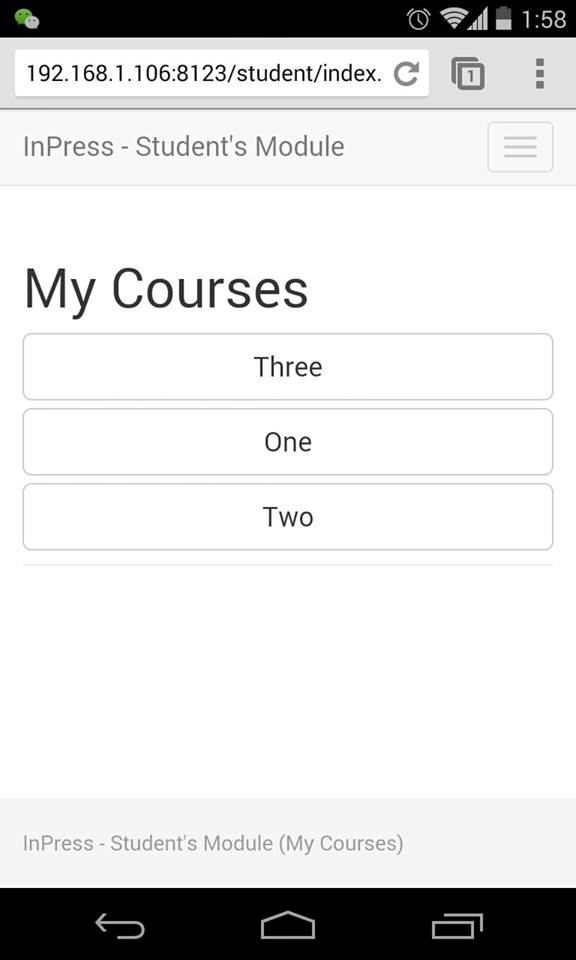 1:58
192.168.1.106:8123/student/index.
1
InPress - Student's Module
My Courses
Three
One
Two
InPress - Student's Module (My Courses)